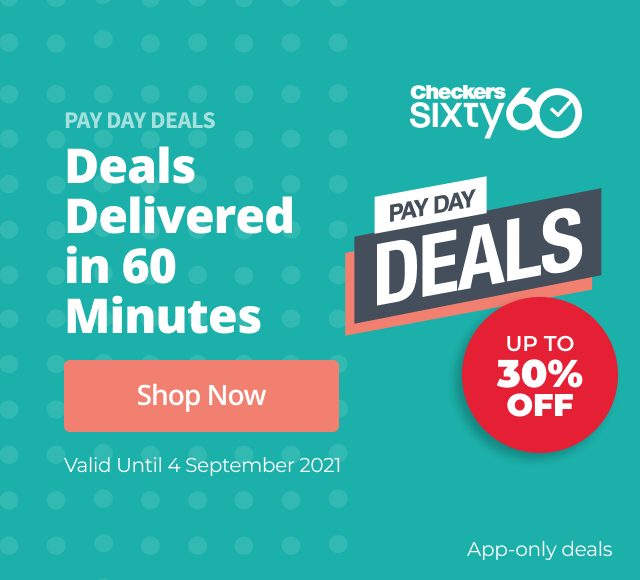 Checkers
sixty60
PAY DAY DEALS
Deals
Delivered
in 60
Minutes
PAY DAY
DEALS
UP TO
30%
OFF
Shop Now
Valid Until 4 September 2021
App-only deals